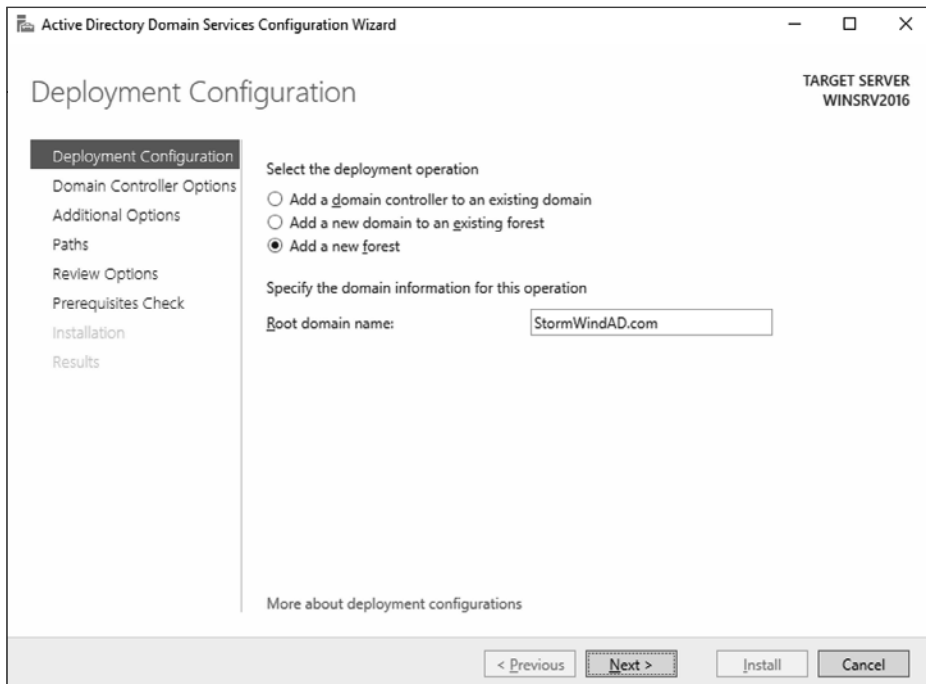 Active Directory Domain Services Configuration Wizard
Deployment Configuration
TARGET SERVER
WINSRV2016
Deployment Configuration
Domain Controller Options
Additional Options
Paths
Review Options
Prerequisites Check
Installation
Results
Select the deployment operation
Add a domain controller to an existing domain
Add a new domain to an existing forest
Add a new forest
Specify the domain information for this operation
Root domain name: StormWindAD.com
More about deployment configurations
< Previous Next > Install Cancel